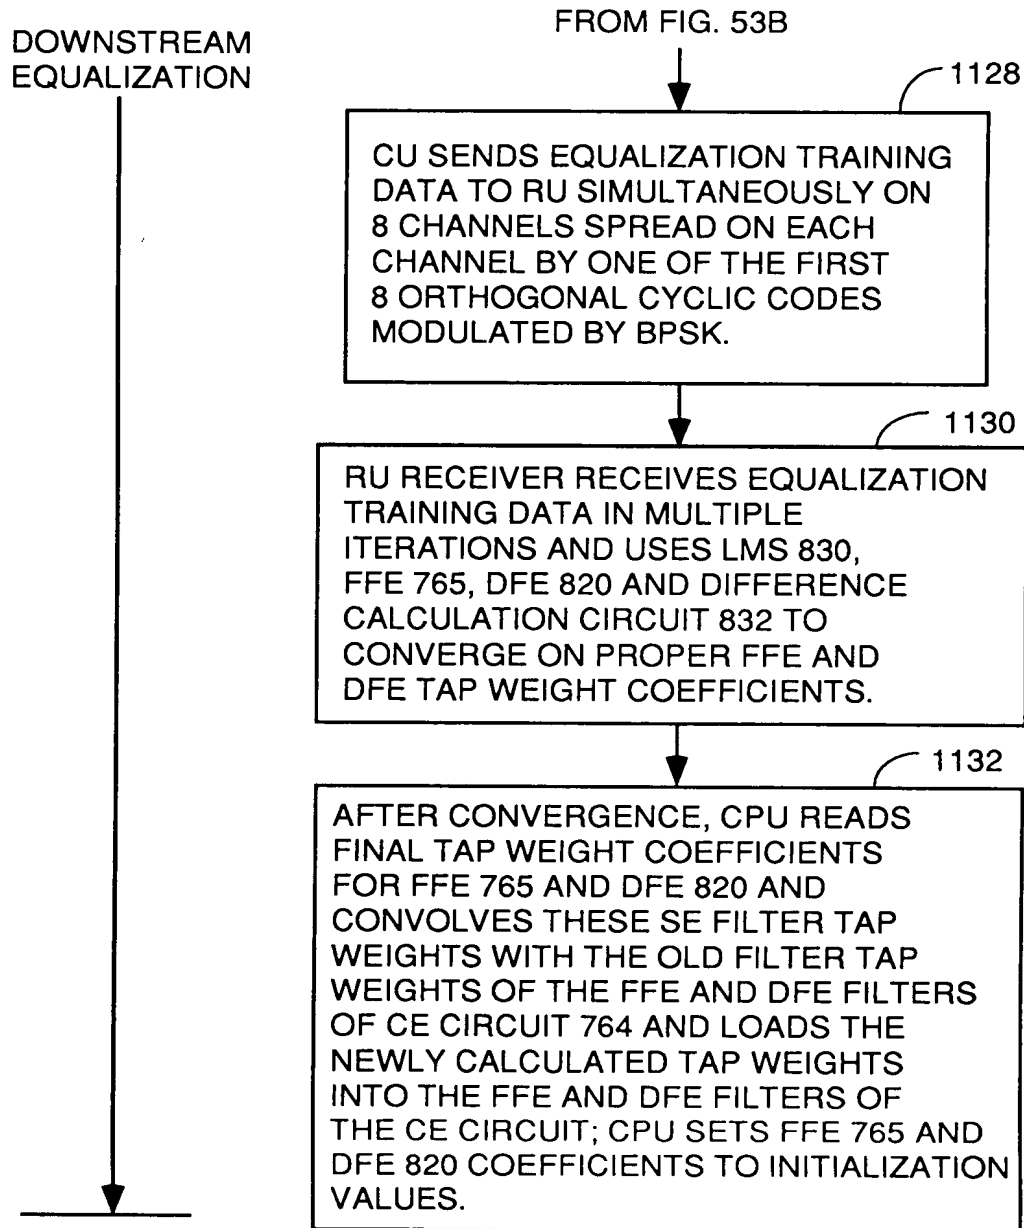 DOWNSTREAM
EQUALIZATION
FROM FIG. 53B
1128
CU SENDS EQUALIZATION TRAINING
DATA TO RU SIMULTANEOUSLY ON
8 CHANNELS SPREAD ON EACH
CHANNEL BY ONE OF THE FIRST
8 ORTHOGONAL CYCLIC CODES
MODULATED BY BPSK.
1130
RU RECEIVER RECEIVES EQUALIZATION
TRAINING DATA IN MULTIPLE
ITERATIONS AND USES LMS 830,
FFE 765, DFE 820 AND DIFFERENCE
CALCULATION CIRCUIT 832 TO
CONVERGE ON PROPER FFE AND
DFE TAP WEIGHT COEFFICIENTS.
1132
AFTER CONVERGENCE, CPU READS
FINAL TAP WEIGHT COEFFICIENTS
FOR FFE 765 AND DFE 820 AND
CONVOLVES THESE SE FILTER TAP
WEIGHTS WITH THE OLD FILTER TAP
WEIGHTS OF THE FFE AND DFE FILTERS
OF CE CIRCUIT 764 AND LOADS THE
NEWLY CALCULATED TAP WEIGHTS
INTO THE FFE AND DFE FILTERS OF
THE CE CIRCUIT; CPU SETS FFE 765 AND
DFE 820 COEFFICIENTS TO INITIALIZATION
VALUES.